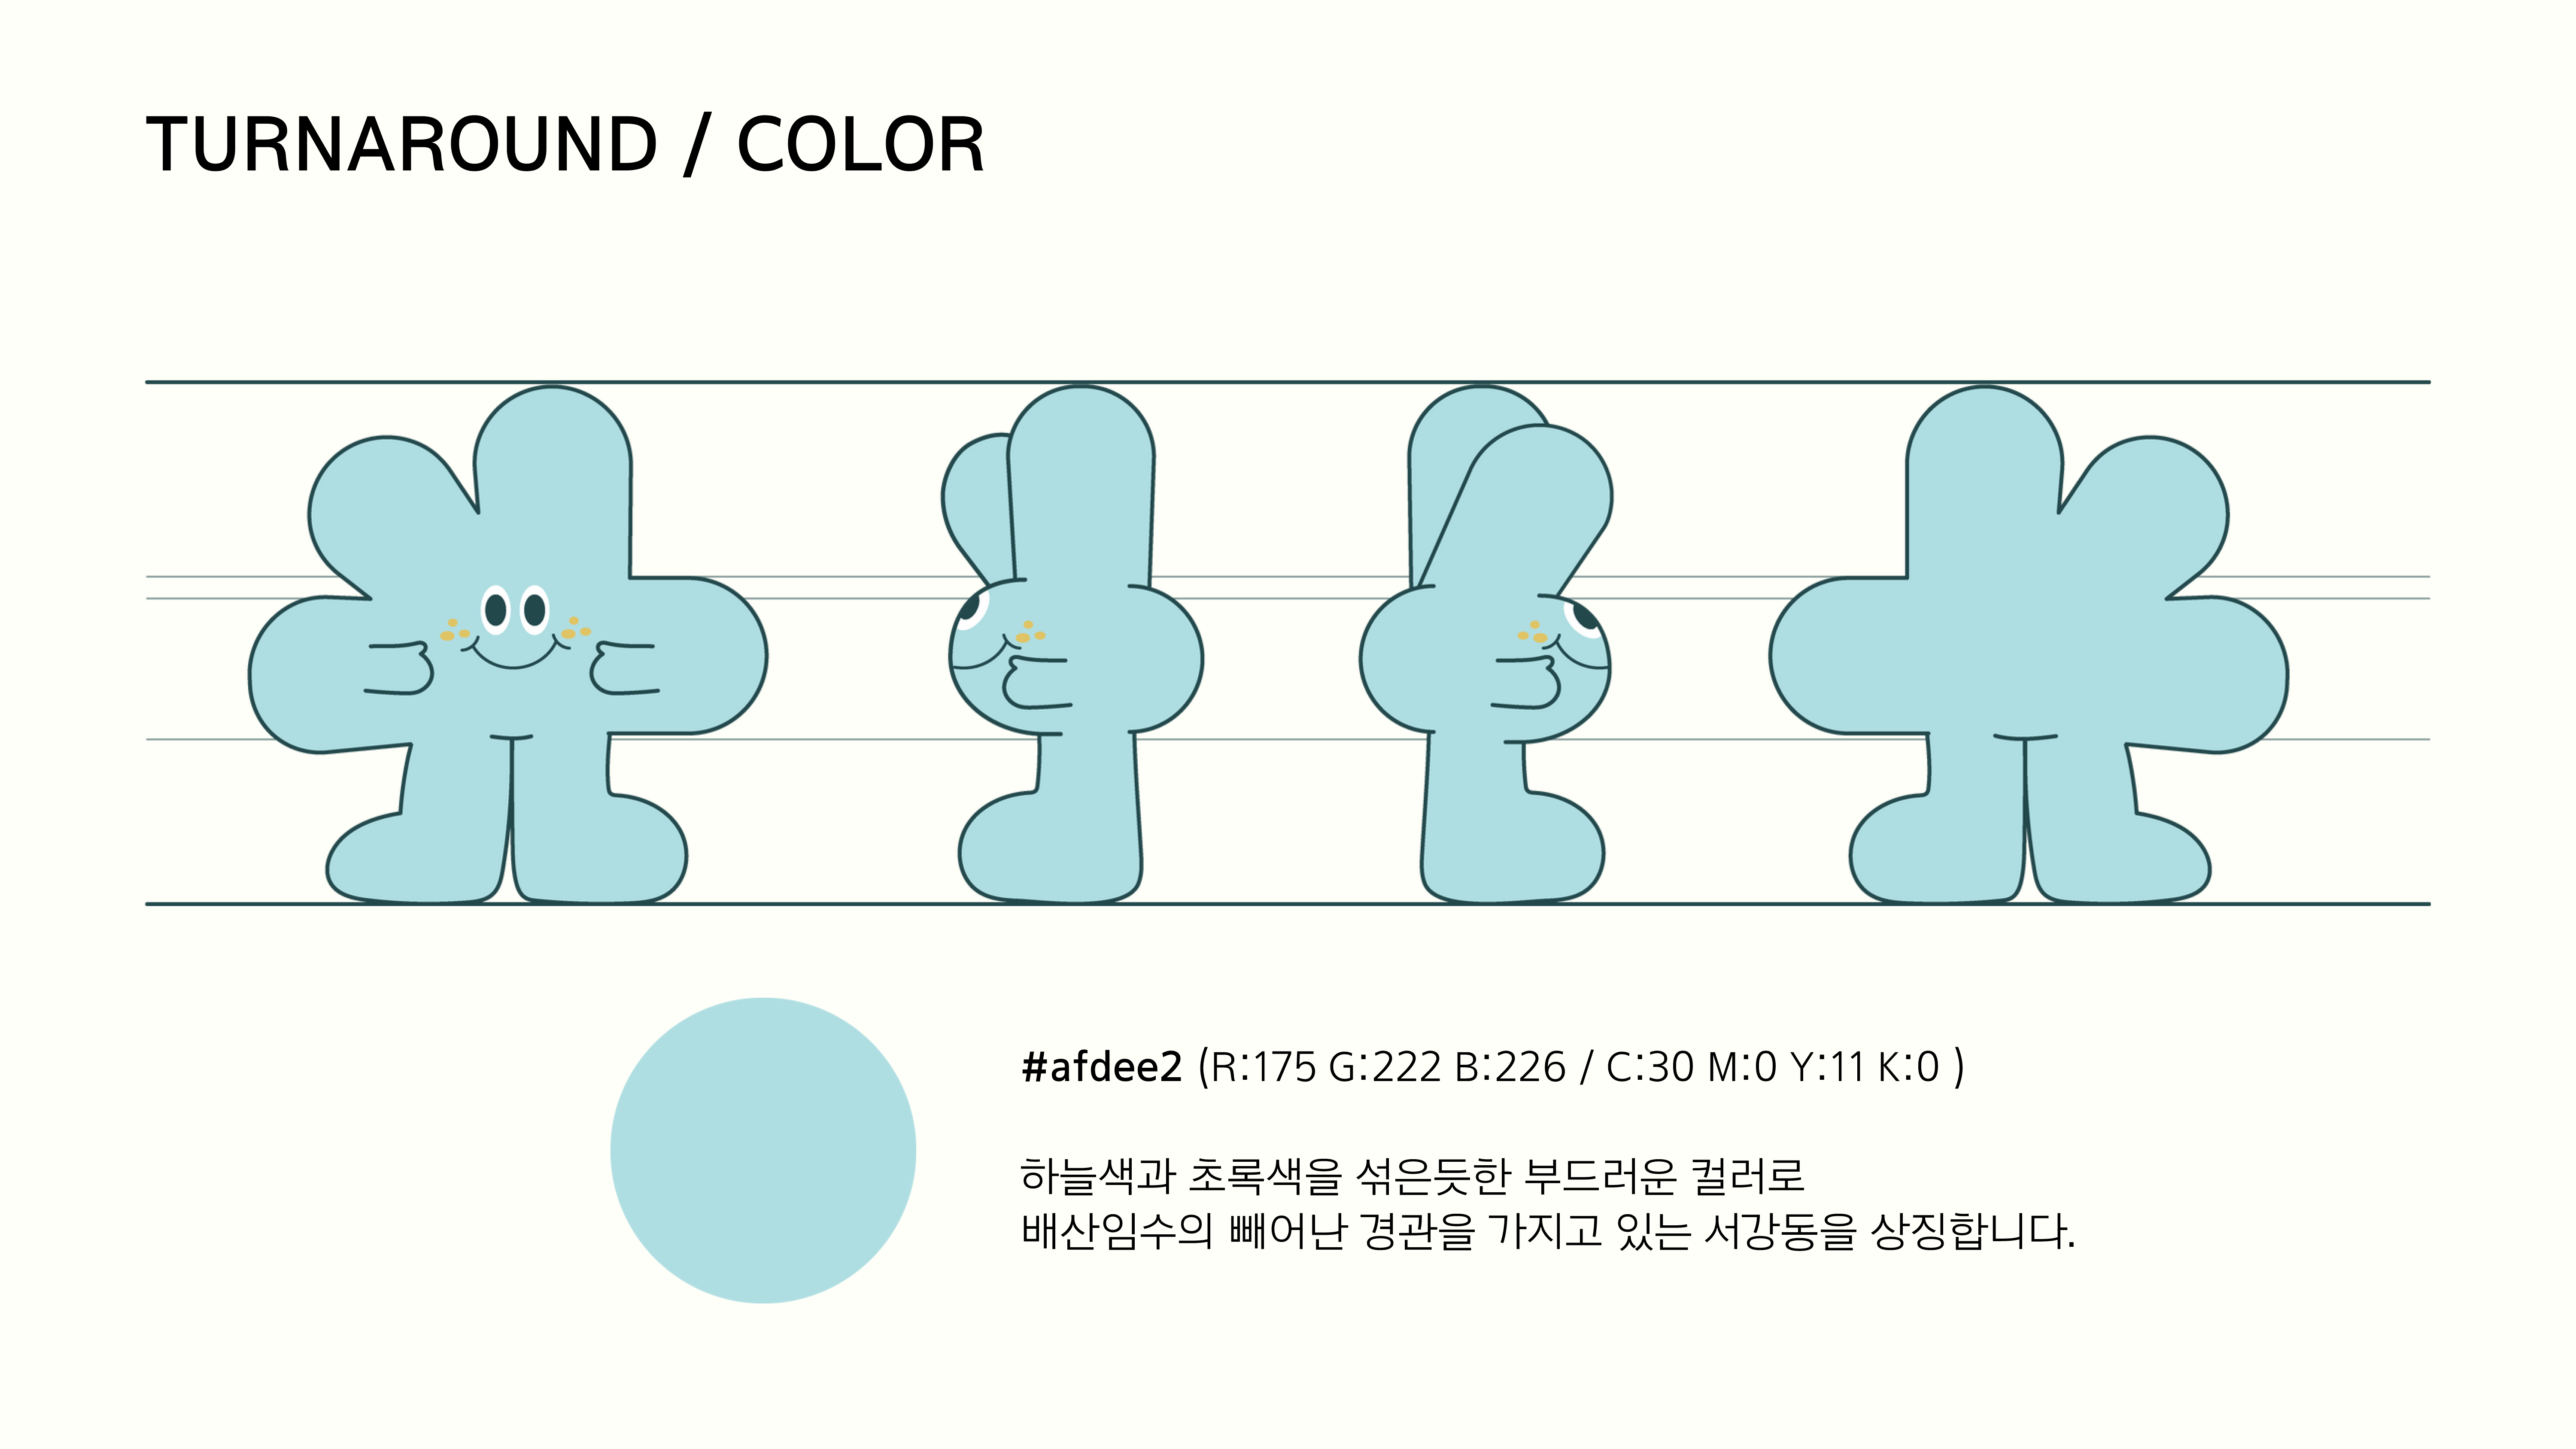 TURNAROUND / COLOR
#afdee2 (R:175 G:222 B:226 / C:30 M:0 Y:11 K:0 )
하늘색과 초록색을 섞은듯한 부드러운 컬러로
배산임수의 빼어난 경관을 가지고 있는 서강동을 상징합니다.